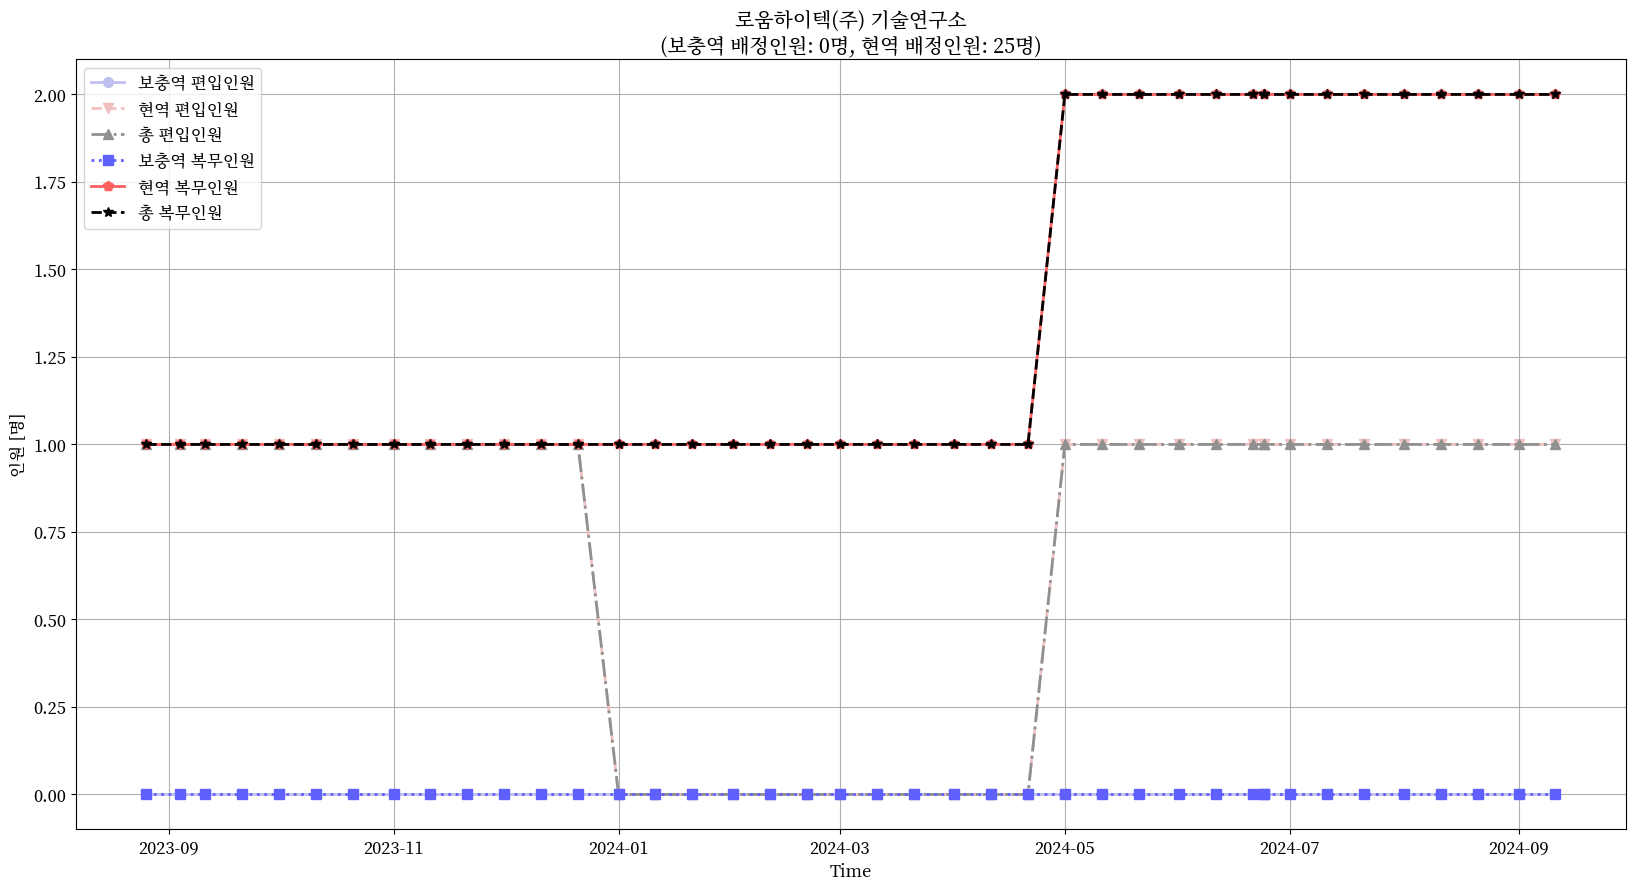 로움하이텍(주) 기술연구소
(보충역 배정인원: 0명, 현역 배정인원: 25명)
보충역 편입인원
현역 편입인원
총 편입인원
보충역 복무인원
현역 복무인원
총 복무인원
인원 [명]
2.00
1.75
1.50
1.25
1.00
0.75
0.50
0.25
0.00
2023-09
2023-11
2024-01
2024-03
2024-05
2024-07
2024-09
Time